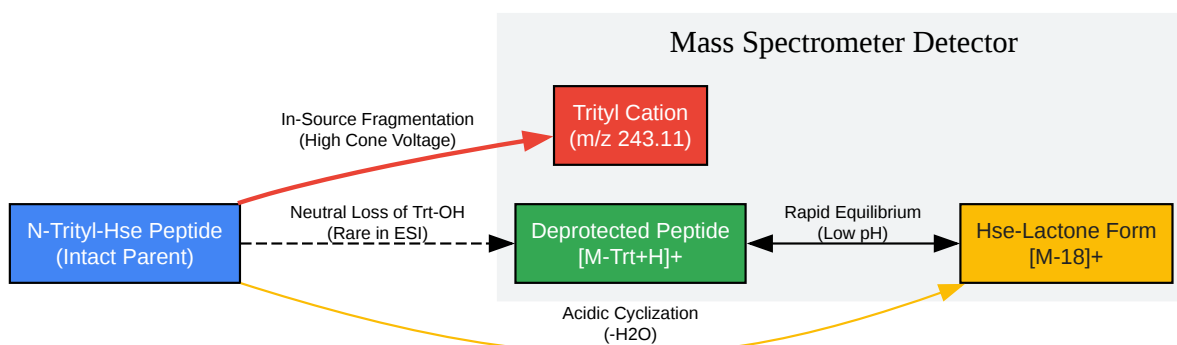 Mass Spectrometer Detector
Trityl Cation
(m/z 243.11)
In-Source Fragmentation
(High Cone Voltage)
N-Trityl-Hse Peptide
(Intact Parent)
Neutral Loss of Trt-OH
(Rare in ESI)
Deprotected Peptide
[M-Trt+H]+
Rapid Equilibrium
(Low pH)
Hse-Lactone Form
[M-18]+
Acidic Cyclization
(-H2O)